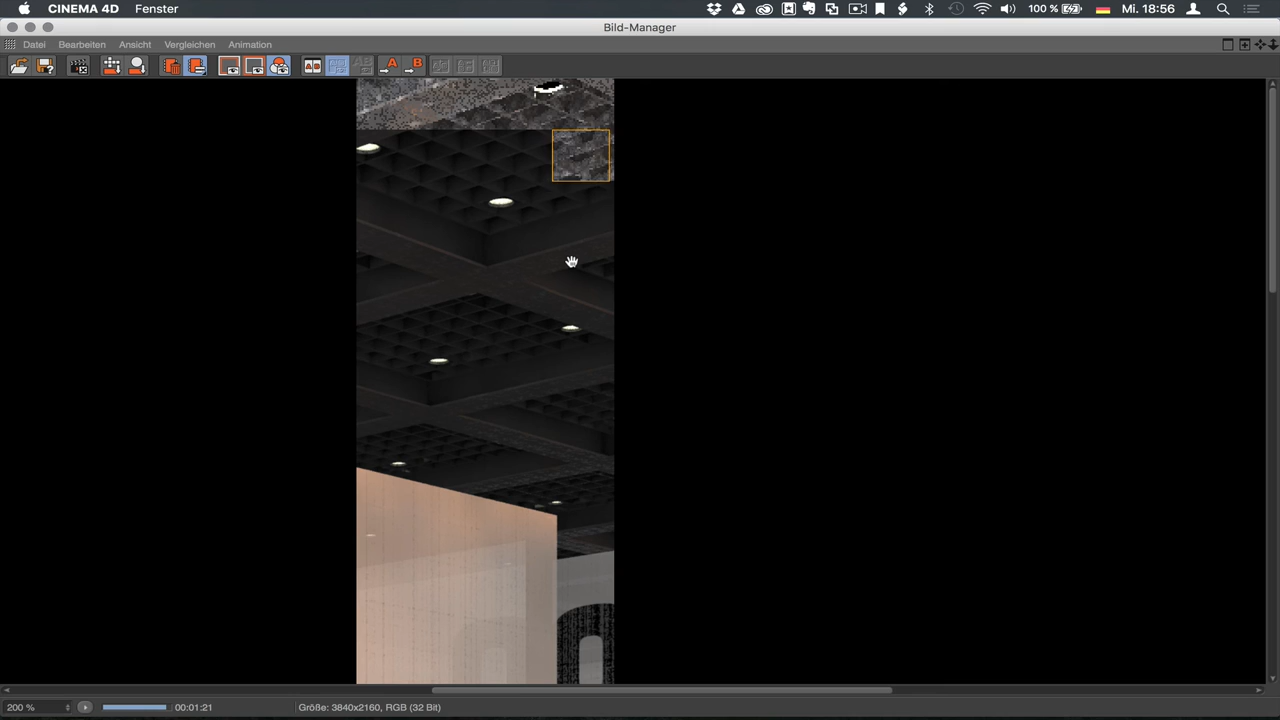 CINEMA 4D Fenster 100 % Mi. 18:56
Bild-Manager
Datei Bearbeiten Ansicht Vergleichen Animation
A B A B
200 % 00:01:21 Größe: 3840x2160, RGB (32 Bit)